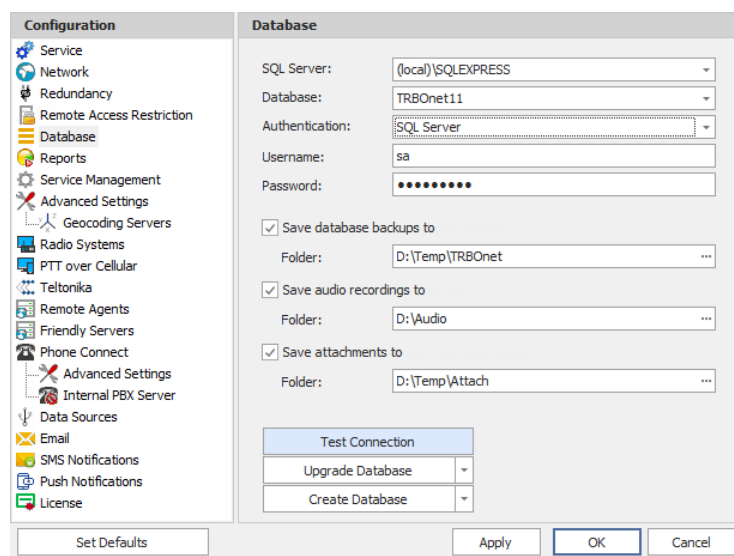 Configuration
Service
Network
Redundancy
Remote Access Restriction
Database
Reports
Service Management
Advanced Settings
Geocoding Servers
Radio Systems
PTT over Cellular
Teltonika
Remote Agents
Friendly Servers
Phone Connect
Advanced Settings
Internal PBX Server
Data Sources
Email
SMS Notifications
Push Notifications
License
Database
SQL Server: (local)\SQLEXPRESS
Database: TRBOnet11
Authentication: SQL Server
Username: sa
Password: •••••••••
Save database backups to
Folder: D:\Temp\TRBOnet ...
Save audio recordings to
Folder: D:\Audio ...
Save attachments to
Folder: D:\Temp\Attach ...
Test Connection
Upgrade Database
Create Database
Set Defaults Apply OK Cancel